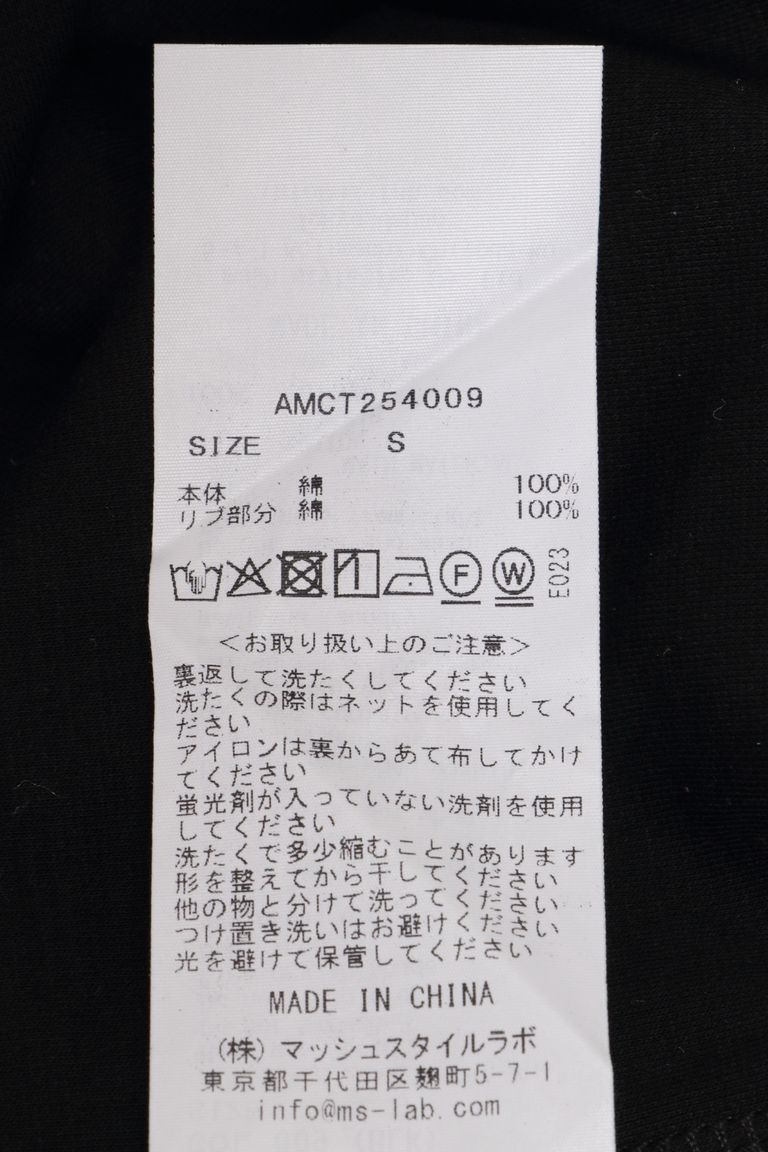 AMCT254009
SIZE S
本体 綿 100%
リブ部分 綿 100%
F W E023
<お取り扱い上のご注意>
裏返して洗たくしてください
洗たくの際はネットを使用してく
ださい
アイロンは裏からあて布してかけ
てください
蛍光剤が入っていない洗剤を使用
してください
洗たくで多少縮むことがあります
形を整えてから干してください
他の物と分けて洗ってください
つけ置き洗いはお避けください
光を避けて保管してください
MADE IN CHINA
(株)マッシュスタイルラボ
東京都千代田区麹町5-7-1
info@ms-lab.com